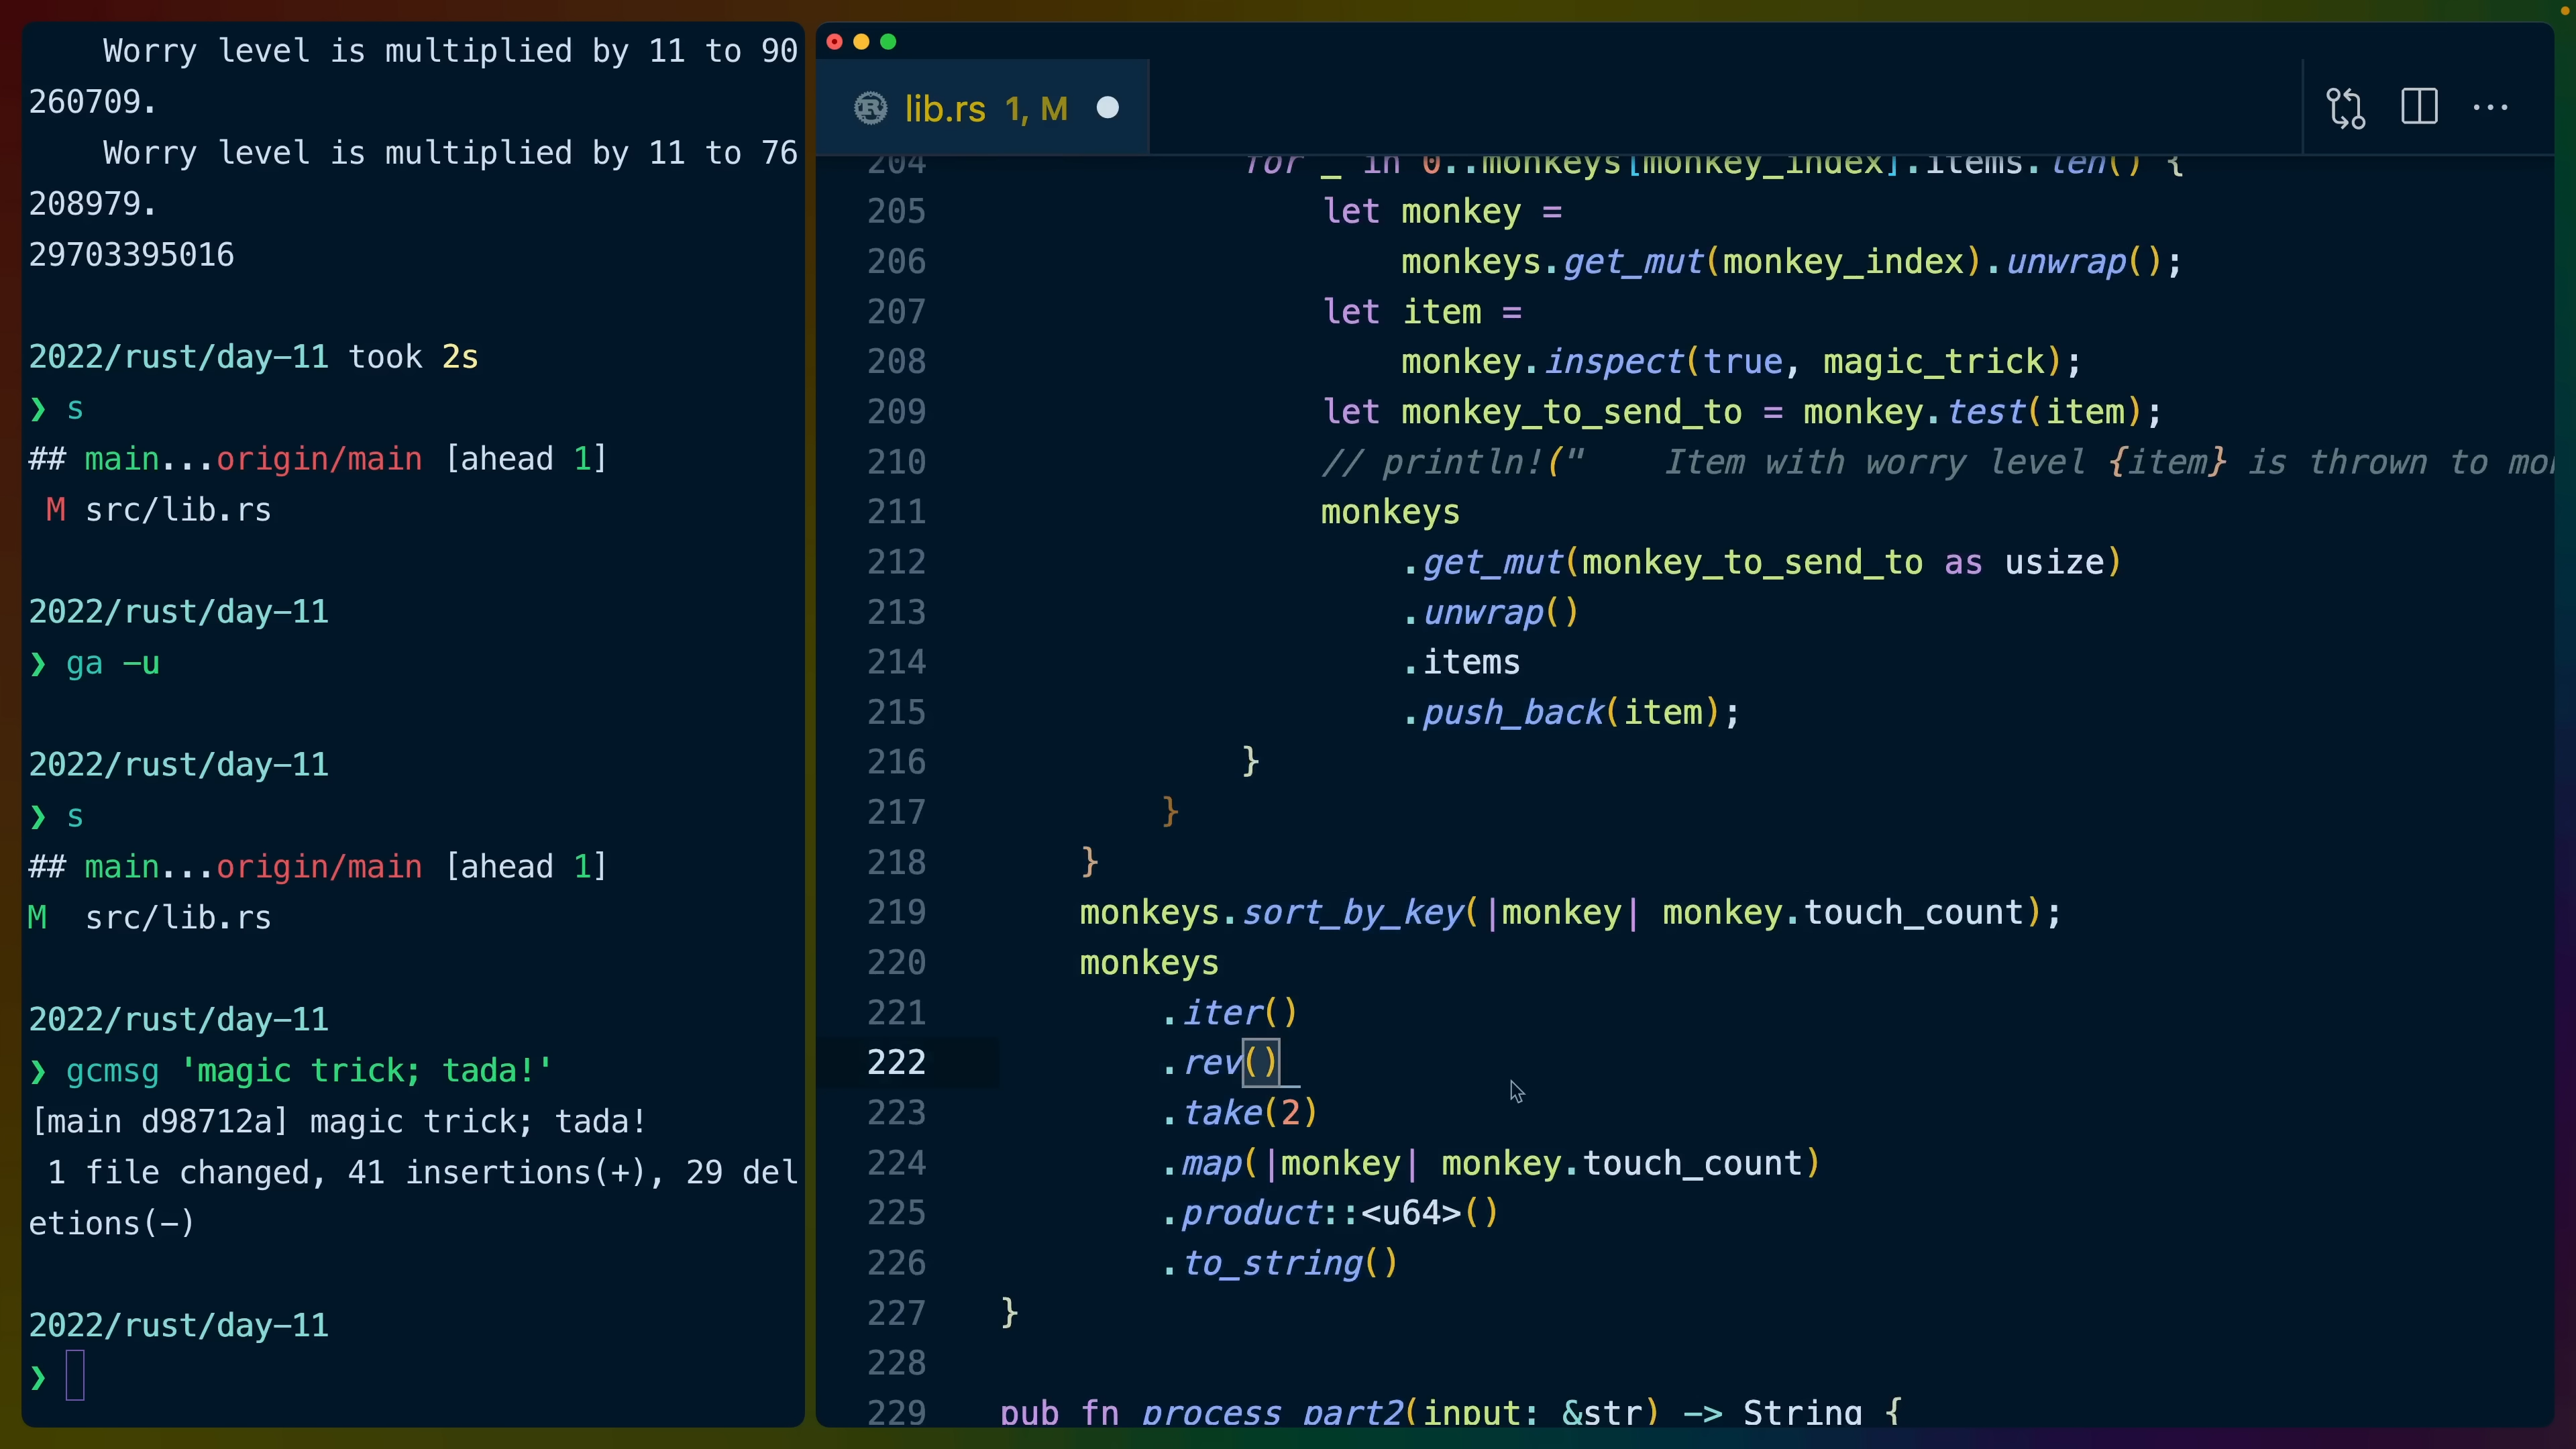 Worry level is multiplied by 11 to 90
260709.
    Worry level is multiplied by 11 to 76
208979.
29703395016
2022/rust/day-11 took 2s
❯ s
## main...origin/main [ahead 1]
 M src/lib.rs
2022/rust/day-11
❯ ga -u
2022/rust/day-11
❯ s
## main...origin/main [ahead 1]
M  src/lib.rs
2022/rust/day-11
❯ gcmsg 'magic trick; tada!'
[main d98712a] magic trick; tada!
 1 file changed, 41 insertions(+), 29 del
etions(-)
2022/rust/day-11
❯
lib.rs 1, M
204 for _ in 0..monkeys[monkey_index].items.len() {
205 let monkey =
206 monkeys.get_mut(monkey_index).unwrap();
207 let item =
208 monkey.inspect(true, magic_trick);
209 let monkey_to_send_to = monkey.test(item);
210 // println!("    Item with worry level {item} is thrown to
211 monkeys
212 .get_mut(monkey_to_send_to as usize)
213 .unwrap()
214 .items
215 .push_back(item);
216 }
217 }
218 }
219 monkeys.sort_by_key(|monkey| monkey.touch_count);
220 monkeys
221 .iter()
222 .rev()
223 .take(2)
224 .map(|monkey| monkey.touch_count)
225 .product::<u64>()
226 .to_string()
227 }
228
229 pub fn process_part2(input: &str) -> String {